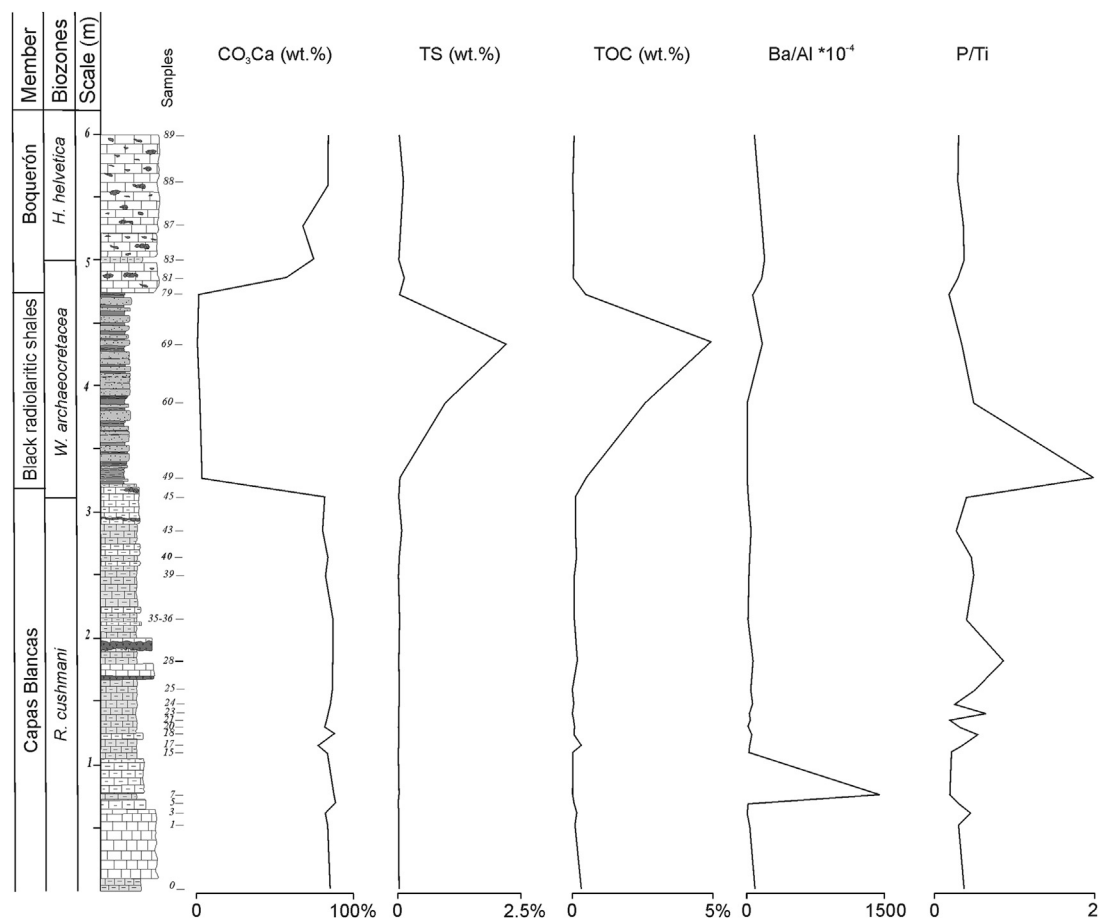 Member
Biozones
Scale (m)
Samples
CO₃Ca (wt.%)
TS (wt.%)
TOC (wt.%)
Ba/Al *10⁻⁴
P/Ti
Boquerón
Black radiolaritic shales
Capas Blancas
H. helvetica
W. archaeocretacea
R. cushmani
6
5
4
3
2
1
89
88
87
83
81
79
69
60
49
45
43
40
39
35-36
28
25
24
23
21
20
18
17
15
7
5
3
1
0
0 100%
0 2.5%
0 5%
0 1500
0 2